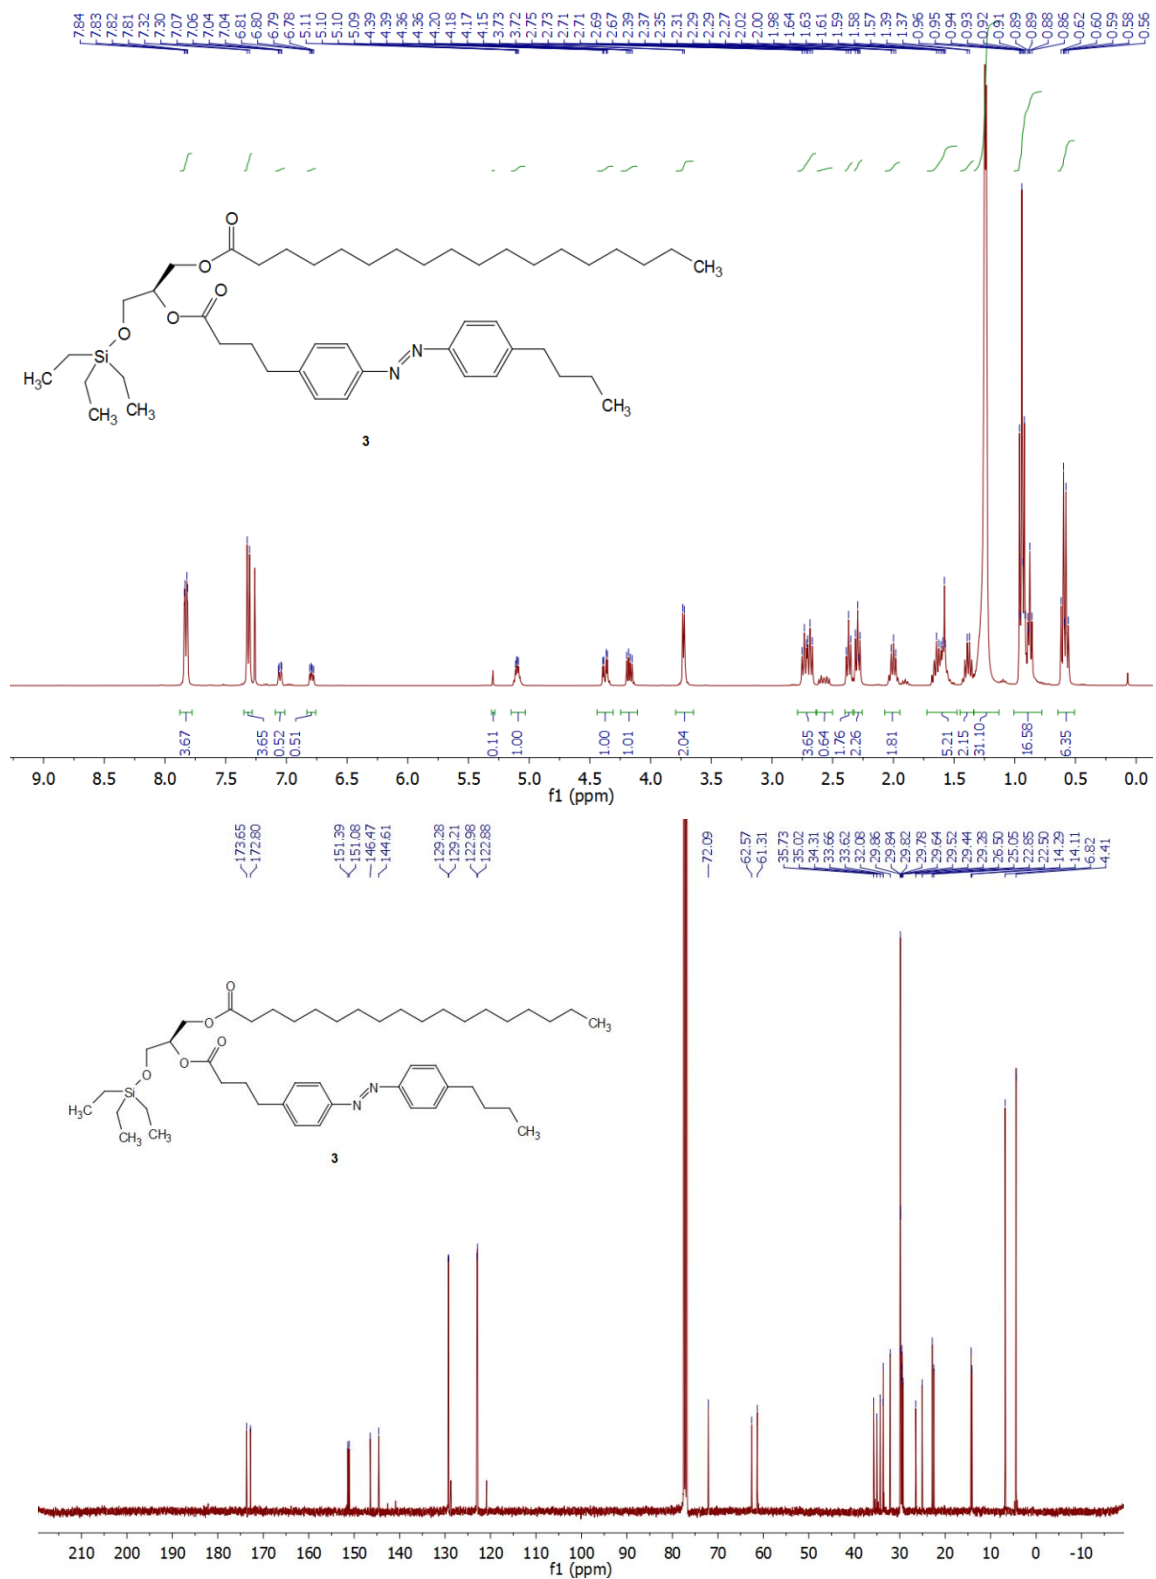 7.84 7.83 7.82 7.81 7.32 7.30 7.07 7.06 7.04 7.04 6.81 6.80 6.79 6.78 5.11 5.10 5.10 5.09 4.39 4.39 4.36 4.36 4.20 4.18 4.17 4.15 3.73 3.72 2.75 2.73 2.71 2.71 2.69 2.67 2.39 2.37 2.35 2.31 2.29 2.29 2.27 2.02 2.00 1.98 1.64 1.63 1.61 1.59 1.58 1.57 1.39 1.37 0.96 0.95 0.94 0.93 0.92 0.91 0.89 0.89 0.88 0.86 0.62 0.60 0.59 0.58 0.56
O
CH3
O
O
O
O
N
N
Si
CH3
CH3
CH3
CH3
3
3.67 3.65 0.52 0.51 0.11 1.00 1.00 1.01 2.04 3.65 0.64 1.76 2.26 1.81 5.21 2.15 31.10 16.58 6.35
9.0 8.5 8.0 7.5 7.0 6.5 6.0 5.5 5.0 4.5 4.0 3.5 3.0 2.5 2.0 1.5 1.0 0.5 0.0
f1 (ppm)
173.65 172.80 151.39 151.08 146.47 144.61 129.28 129.21 122.98 122.88 72.09 62.57 61.31 35.73 35.02 34.31 33.66 33.62 32.08 29.86 29.84 29.82 29.78 29.64 29.52 29.44 29.28 26.50 25.05 22.85 22.50 14.29 14.11 6.82 4.41
O
CH3
O
O
O
O
N
N
Si
CH3
CH3
CH3
CH3
3
210 200 190 180 170 160 150 140 130 120 110 100 90 80 70 60 50 40 30 20 10 0 -10
f1 (ppm)